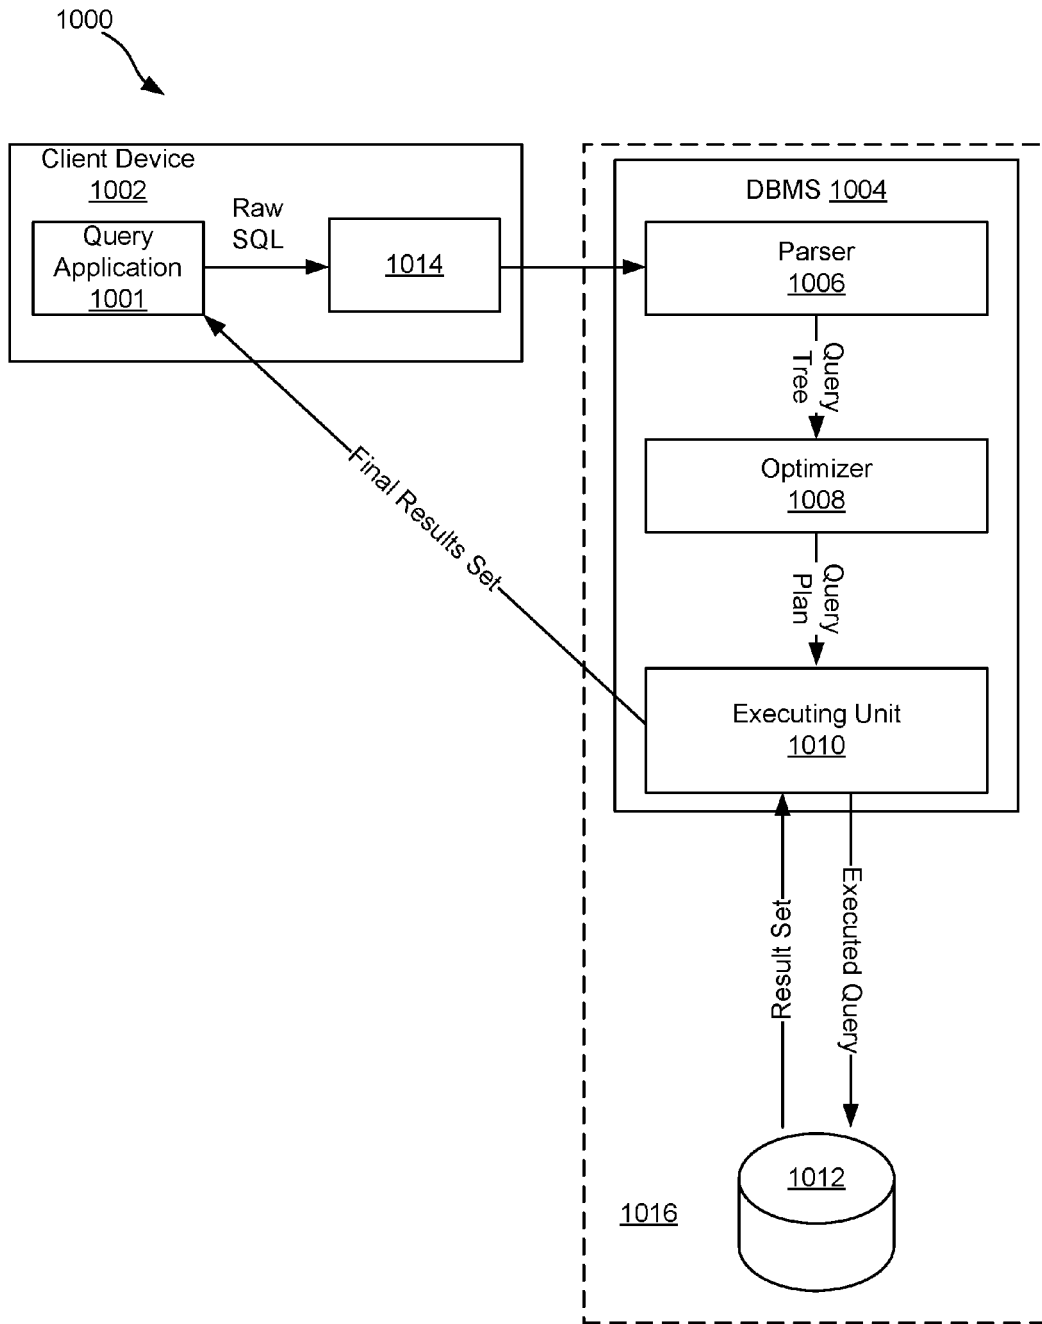 1000
Client Device
1002
Raw
SQL
Query
Application
1001
1014
DBMS 1004
Parser
1006
Query
Tree
Optimizer
1008
Query
Plan
Executing Unit
1010
Final Results Set
Result Set
Executed Query
1012
1016